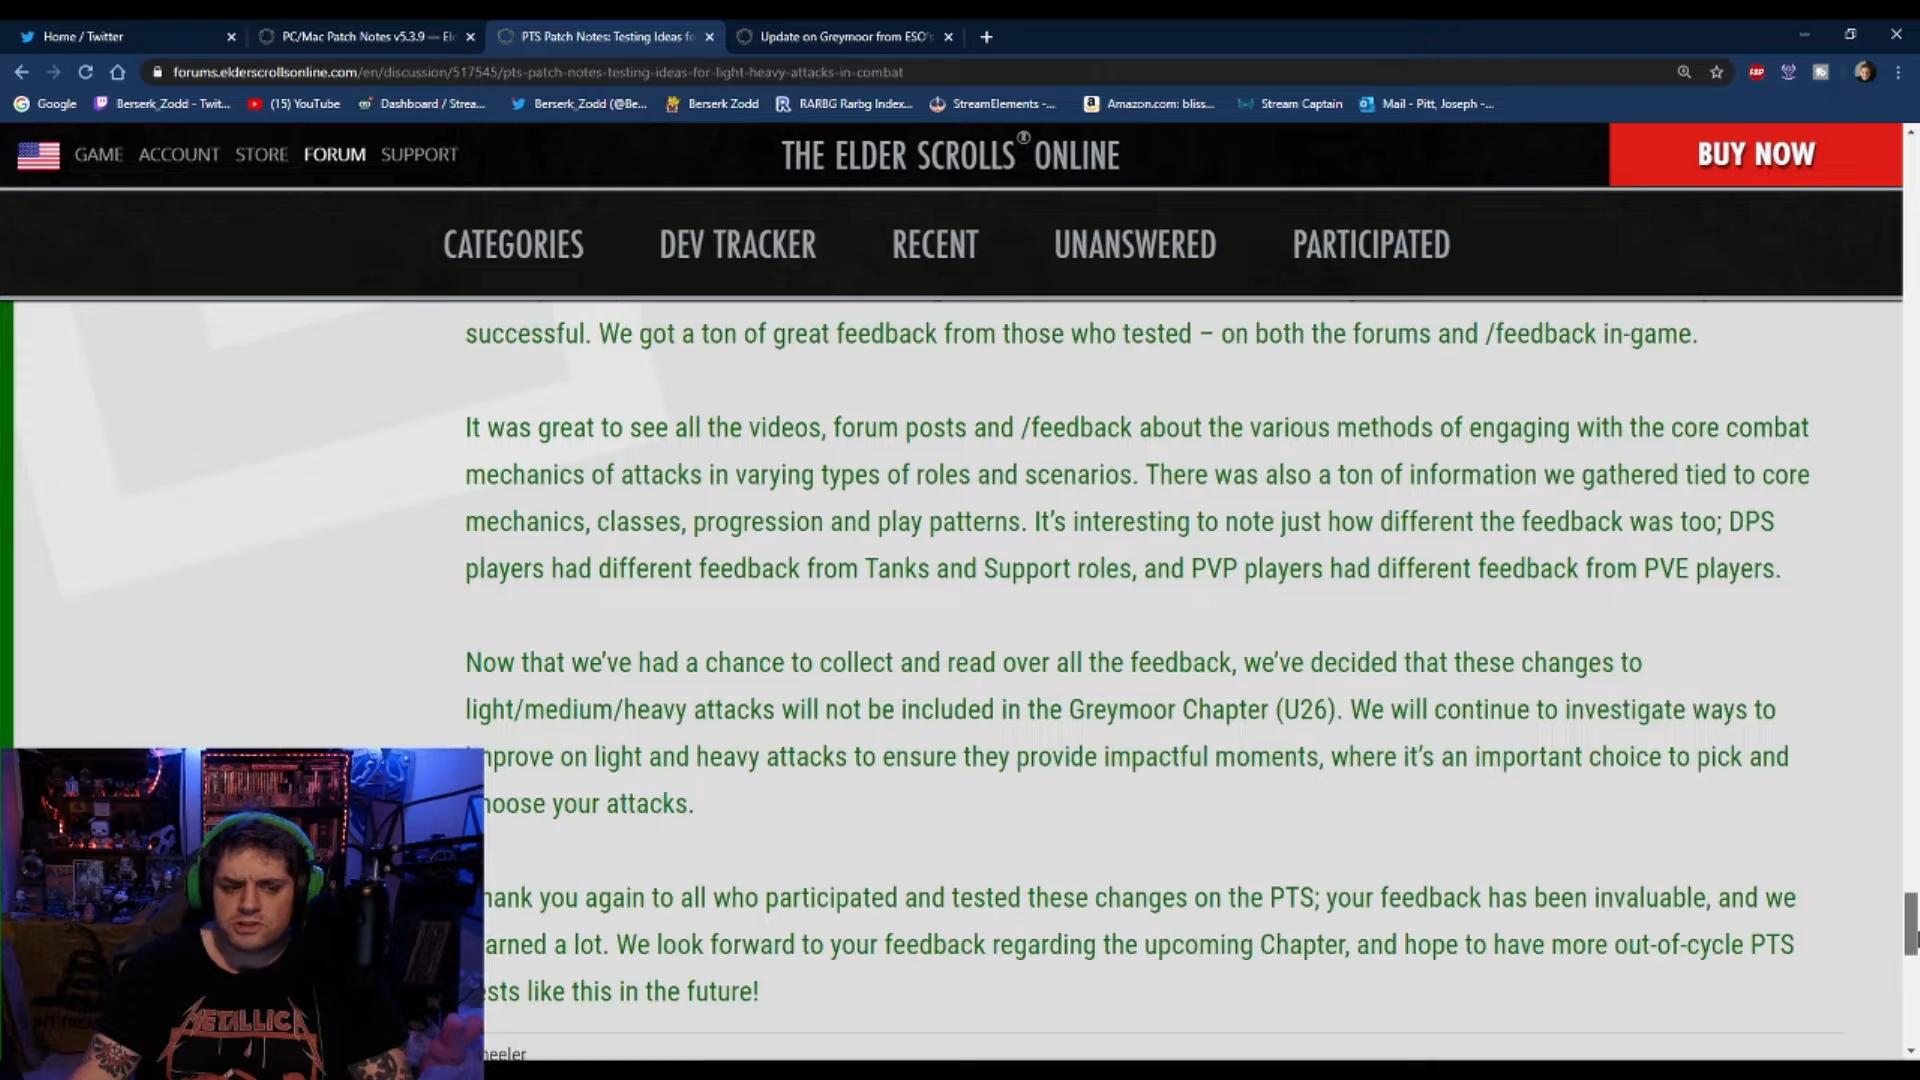 Home / Twitter
PC/Mac Patch Notes v5.3.9 — El
PTS Patch Notes: Testing Ideas fo
Update on Greymoor from ESO's
forums.elderscrollsonline.com/en/discussion/517545/pts-patch-notes-testing-ideas-for-light-heavy-attacks-in-combat
ABP
Google
Berserk_Zodd - Twit...
(15) YouTube
Dashboard / Strea...
Berserk_Zodd (@Be...
Berserk Zodd
RARBG Rarbg Index...
StreamElements -...
Amazon.com: bliss...
Stream Captain
Mail - Pitt, Joseph -...
GAME ACCOUNT STORE FORUM SUPPORT
THE ELDER SCROLLS® ONLINE
BUY NOW
CATEGORIES DEV TRACKER RECENT UNANSWERED PARTICIPATED
successful. We got a ton of great feedback from those who tested – on both the forums and /feedback in-game.
It was great to see all the videos, forum posts and /feedback about the various methods of engaging with the core combat
mechanics of attacks in varying types of roles and scenarios. There was also a ton of information we gathered tied to core
mechanics, classes, progression and play patterns. It's interesting to note just how different the feedback was too; DPS
players had different feedback from Tanks and Support roles, and PVP players had different feedback from PVE players.
Now that we've had a chance to collect and read over all the feedback, we've decided that these changes to
light/medium/heavy attacks will not be included in the Greymoor Chapter (U26). We will continue to investigate ways to
mprove on light and heavy attacks to ensure they provide impactful moments, where it's an important choice to pick and
hoose your attacks.
hank you again to all who participated and tested these changes on the PTS; your feedback has been invaluable, and we
arned a lot. We look forward to your feedback regarding the upcoming Chapter, and hope to have more out-of-cycle PTS
ests like this in the future!
heeler
METALLICA